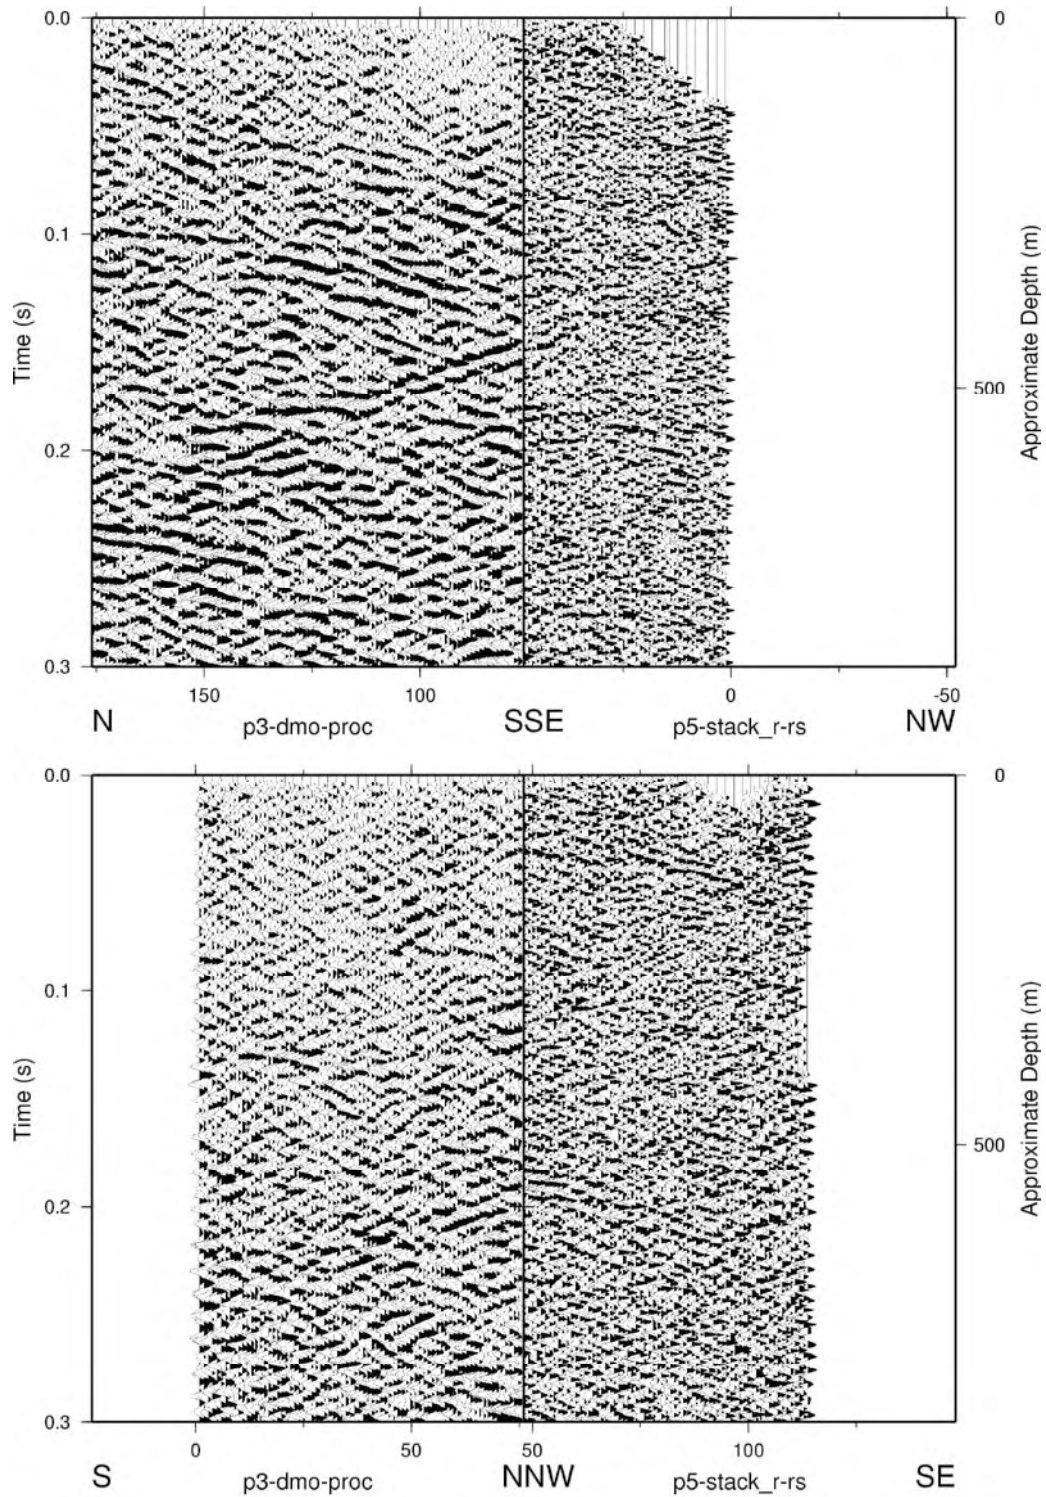 0.0
0
0.1
Time (s)
Approximate Depth (m)
500
0.2
0.3
150 100 0 -50
N p3-dmo-proc SSE p5-stack_r-rs NW
0.0
0
0.1
Time (s)
Approximate Depth (m)
500
0.2
0.3
0 50 50 100
S p3-dmo-proc NNW p5-stack_r-rs SE